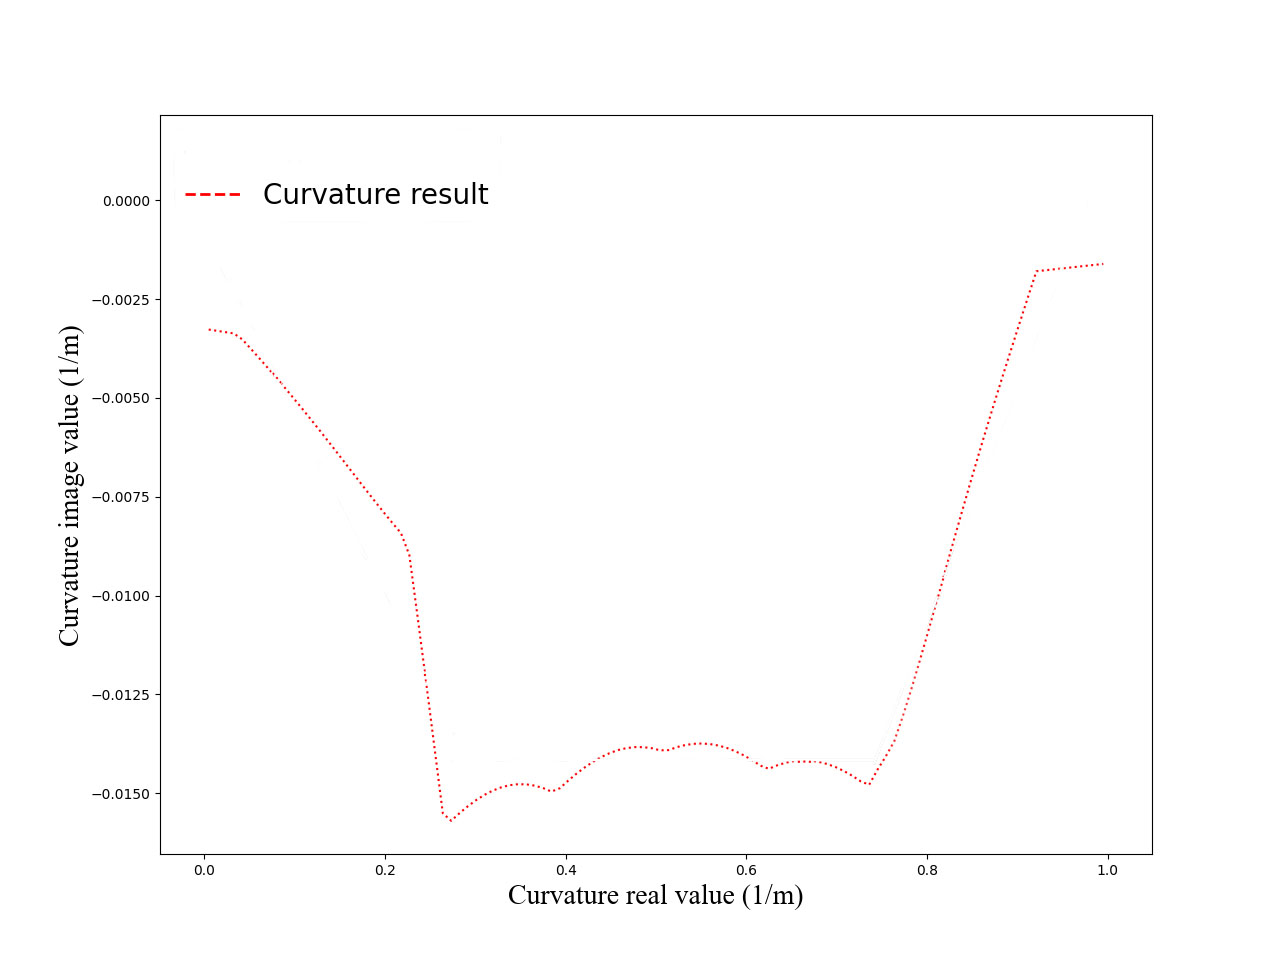 Curvature result
0.0000
−0.0025
−0.0050
−0.0075
−0.0100
−0.0125
−0.0150
Curvature image value (1/m)
0.0 0.2 0.4 0.6 0.8 1.0
Curvature real value (1/m)